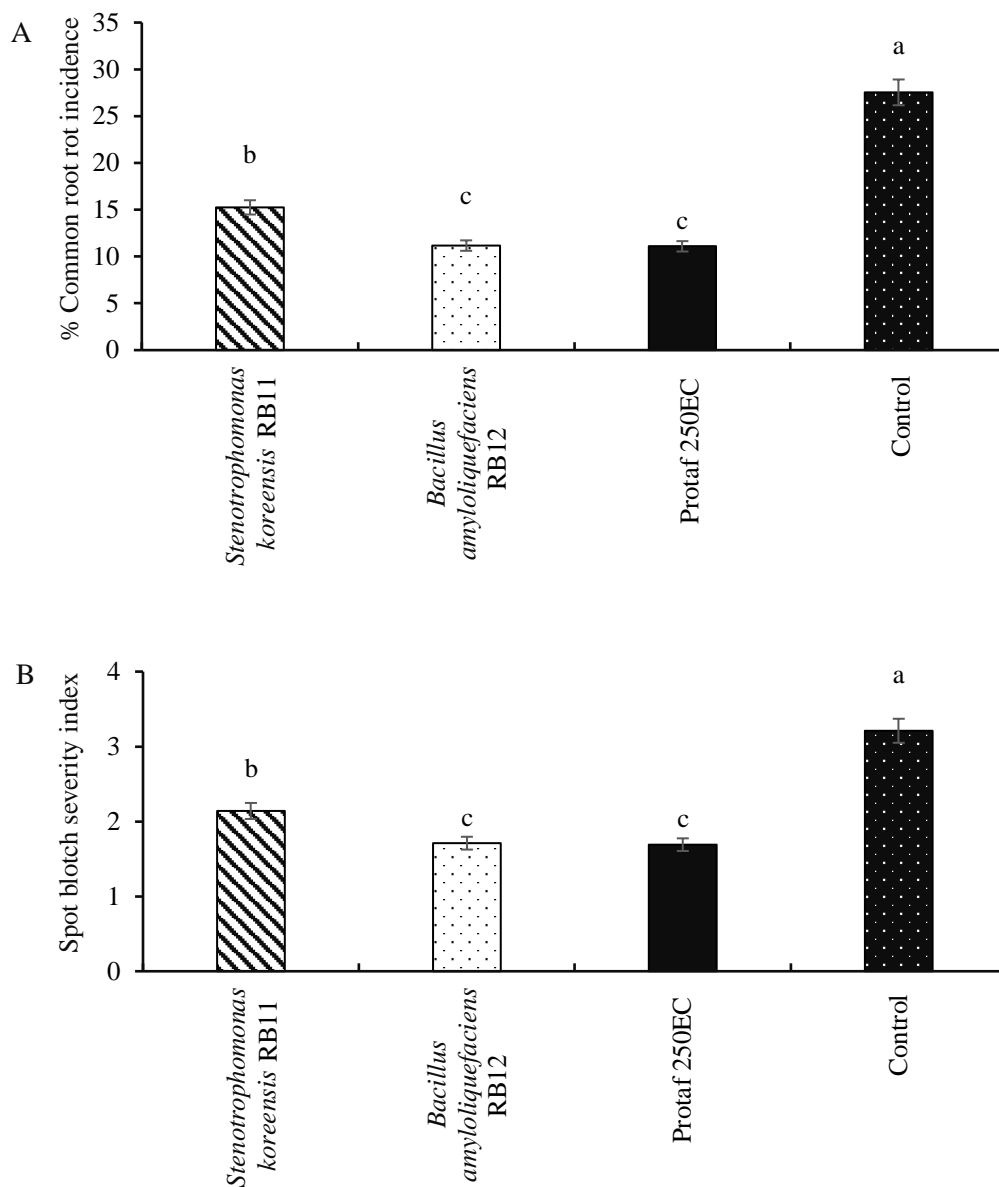 A
% Common root rot incidence
35
30
25
20
15
10
5
0
b
c
c
a
Stenotrophomonas
koreensis RB11
Bacillus
amyloliquefaciens
RB12
Protaf 250EC
Control
B
Spot blotch severity index
4
3
2
1
0
b
c
c
a
Stenotrophomonas
koreensis RB11
Bacillus
amyloliquefaciens
RB12
Protaf 250EC
Control